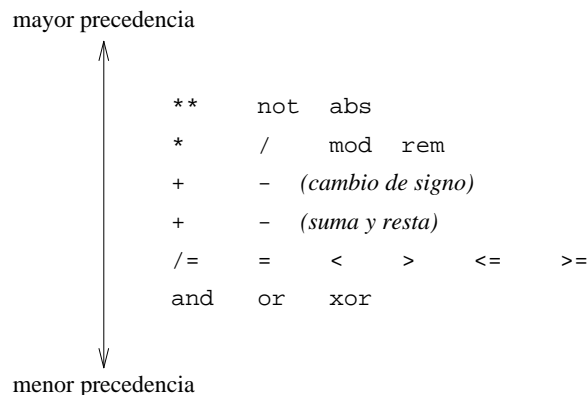 mayor precedencia
** not abs
* / mod rem
+ - (cambio de signo)
+ - (suma y resta)
/= = < > <= >=
and or xor
menor precedencia